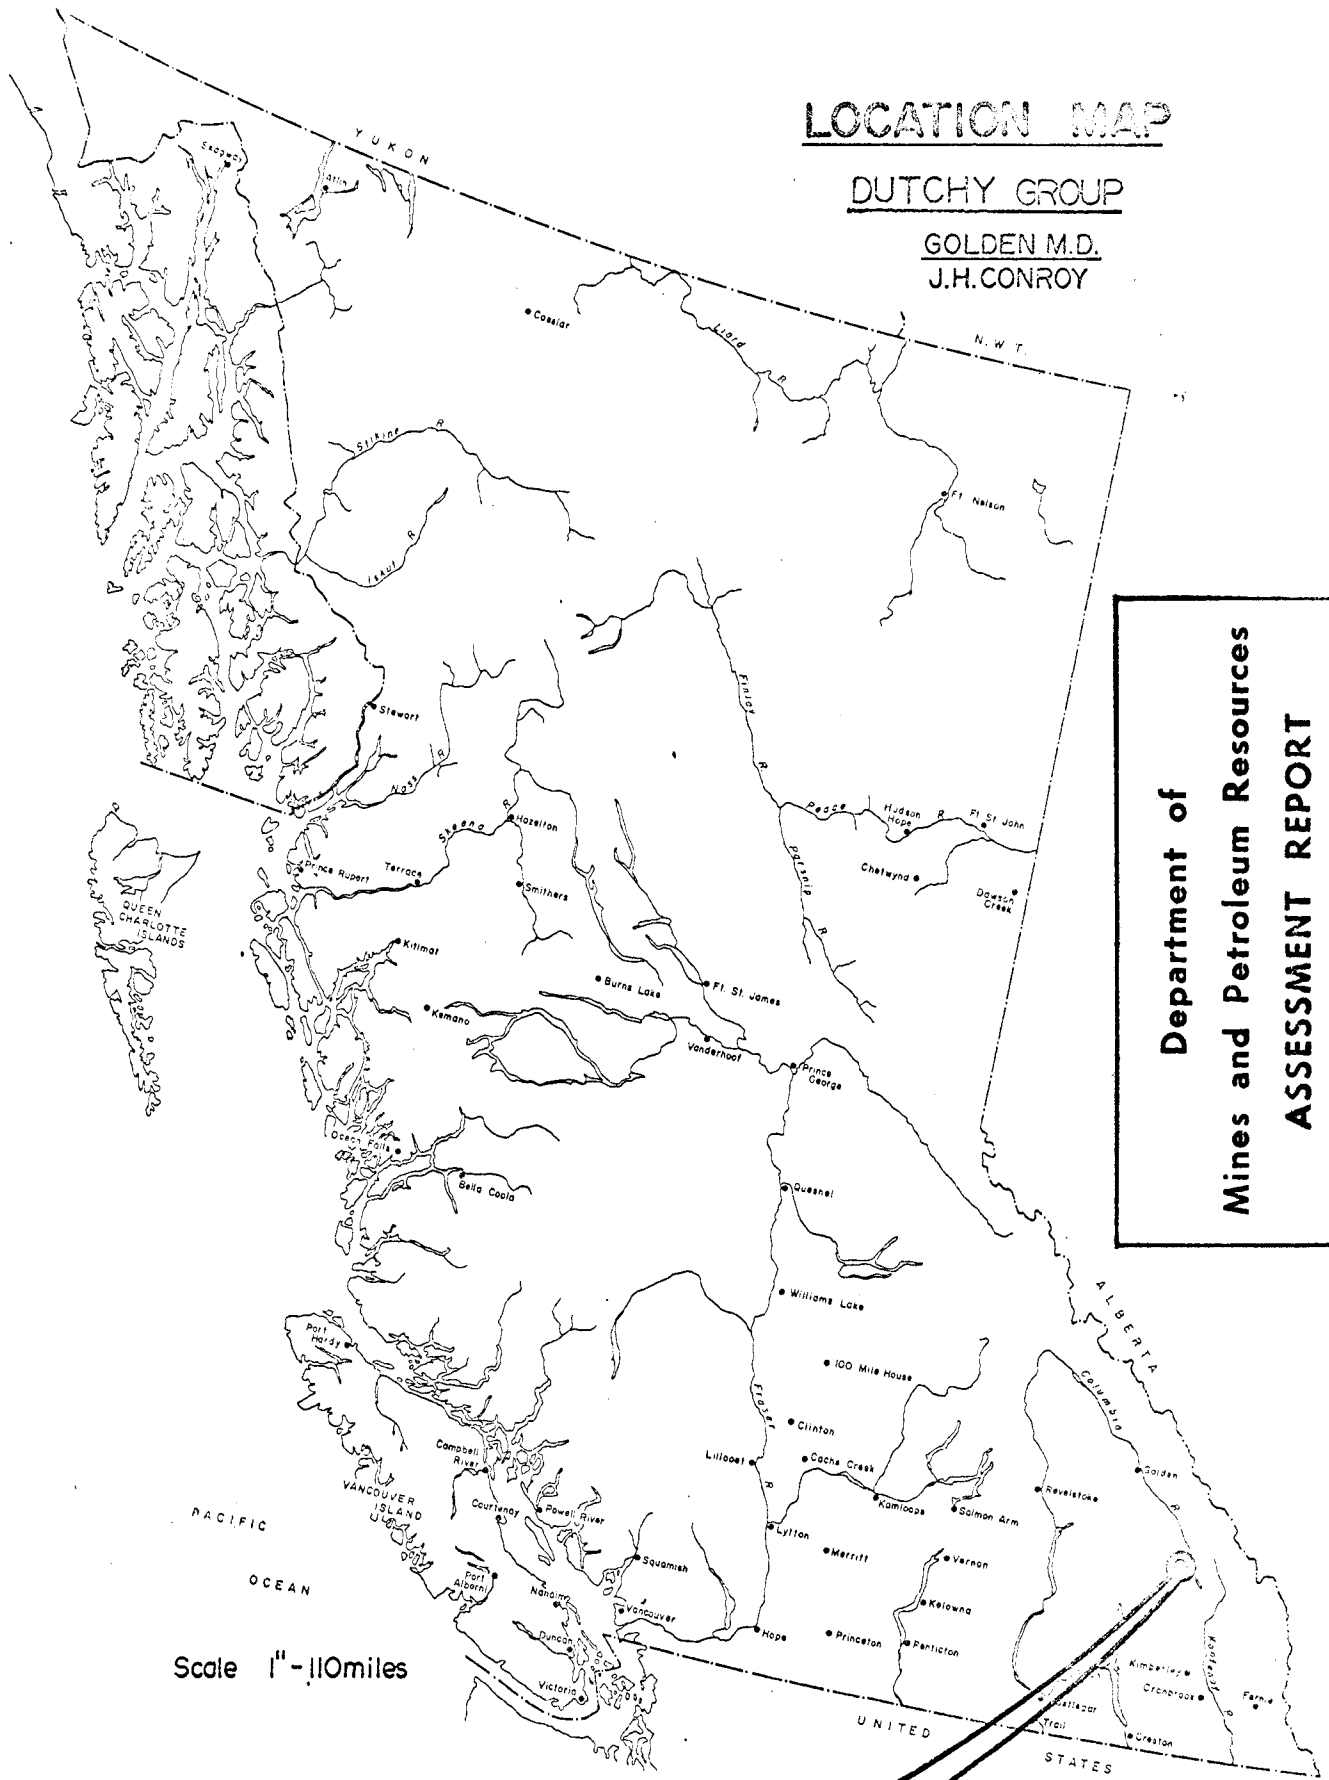 LOCATION MAP
DUTCHY GROUP
GOLDEN M.D.
J.H.CONROY
YUKON
Skagway
Atlin
Cassiar
Liard R
N.W.T.
Stikine R
Iskut R
Ft. Nelson
Stewart
Nass R
Finlay R
Skeena R
Hazelton
Peace R
Hudson
Hope
Ft St John
Parsnip R
Chetwynd
Dawson
Creek
Prince Rupert
Terrace
Smithers
QUEEN
CHARLOTTE
ISLANDS
Kitimat
Burns Lake
Ft. St. James
Kemano
Vanderhoof
Prince
George
Ocean Falls
Bella Coola
Quesnel
Williams Lake
ALBERTA
Port
Hardy
100 Mile House
Columbia R
Fraser R
Clinton
Campbell
River
Lillooet
Cache Creek
Golden
VANCOUVER
ISLAND
Courtenay
Powell River
Kamloops
Salmon Arm
Revelstoke
PACIFIC
OCEAN
Lytton
Merritt
Vernon
Squamish
Port
Alberni
Nanaimo
Vancouver
Kelowna
Hope
Princeton
Penticton
Duncan
Victoria
Kimberley
Cranbrook
Kootenay R
Fernie
Castlegar
Trail
Creston
UNITED STATES
Scale 1"-110miles
Department of
Mines and Petroleum Resources
ASSESSMENT REPORT